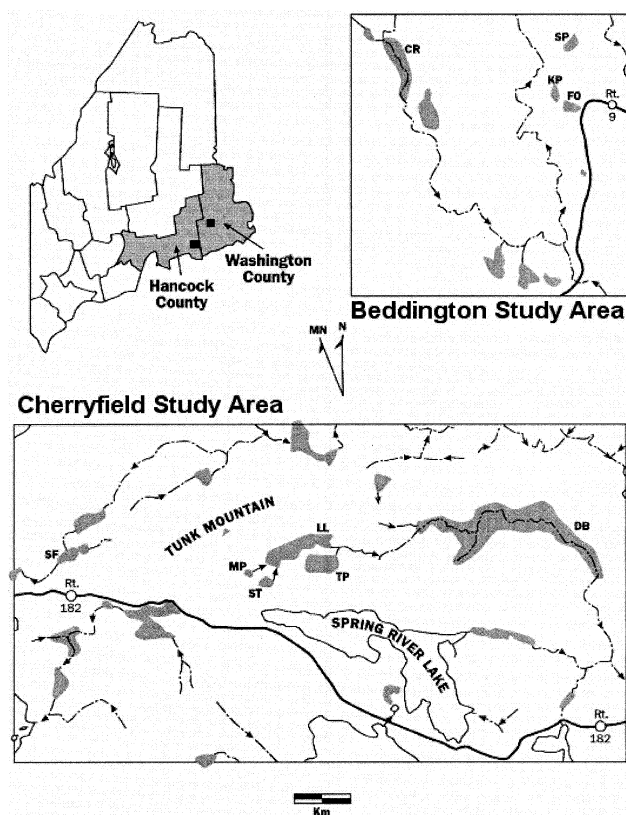 Hancock
County
Washington
County
CR
SP
KP
FO
Rt.
9
Beddington Study Area
MN
N
Cherryfield Study Area
TUNK MOUNTAIN
SF
LL
MP
ST
TP
DB
Rt.
182
SPRING RIVER LAKE
Rt.
182
Km